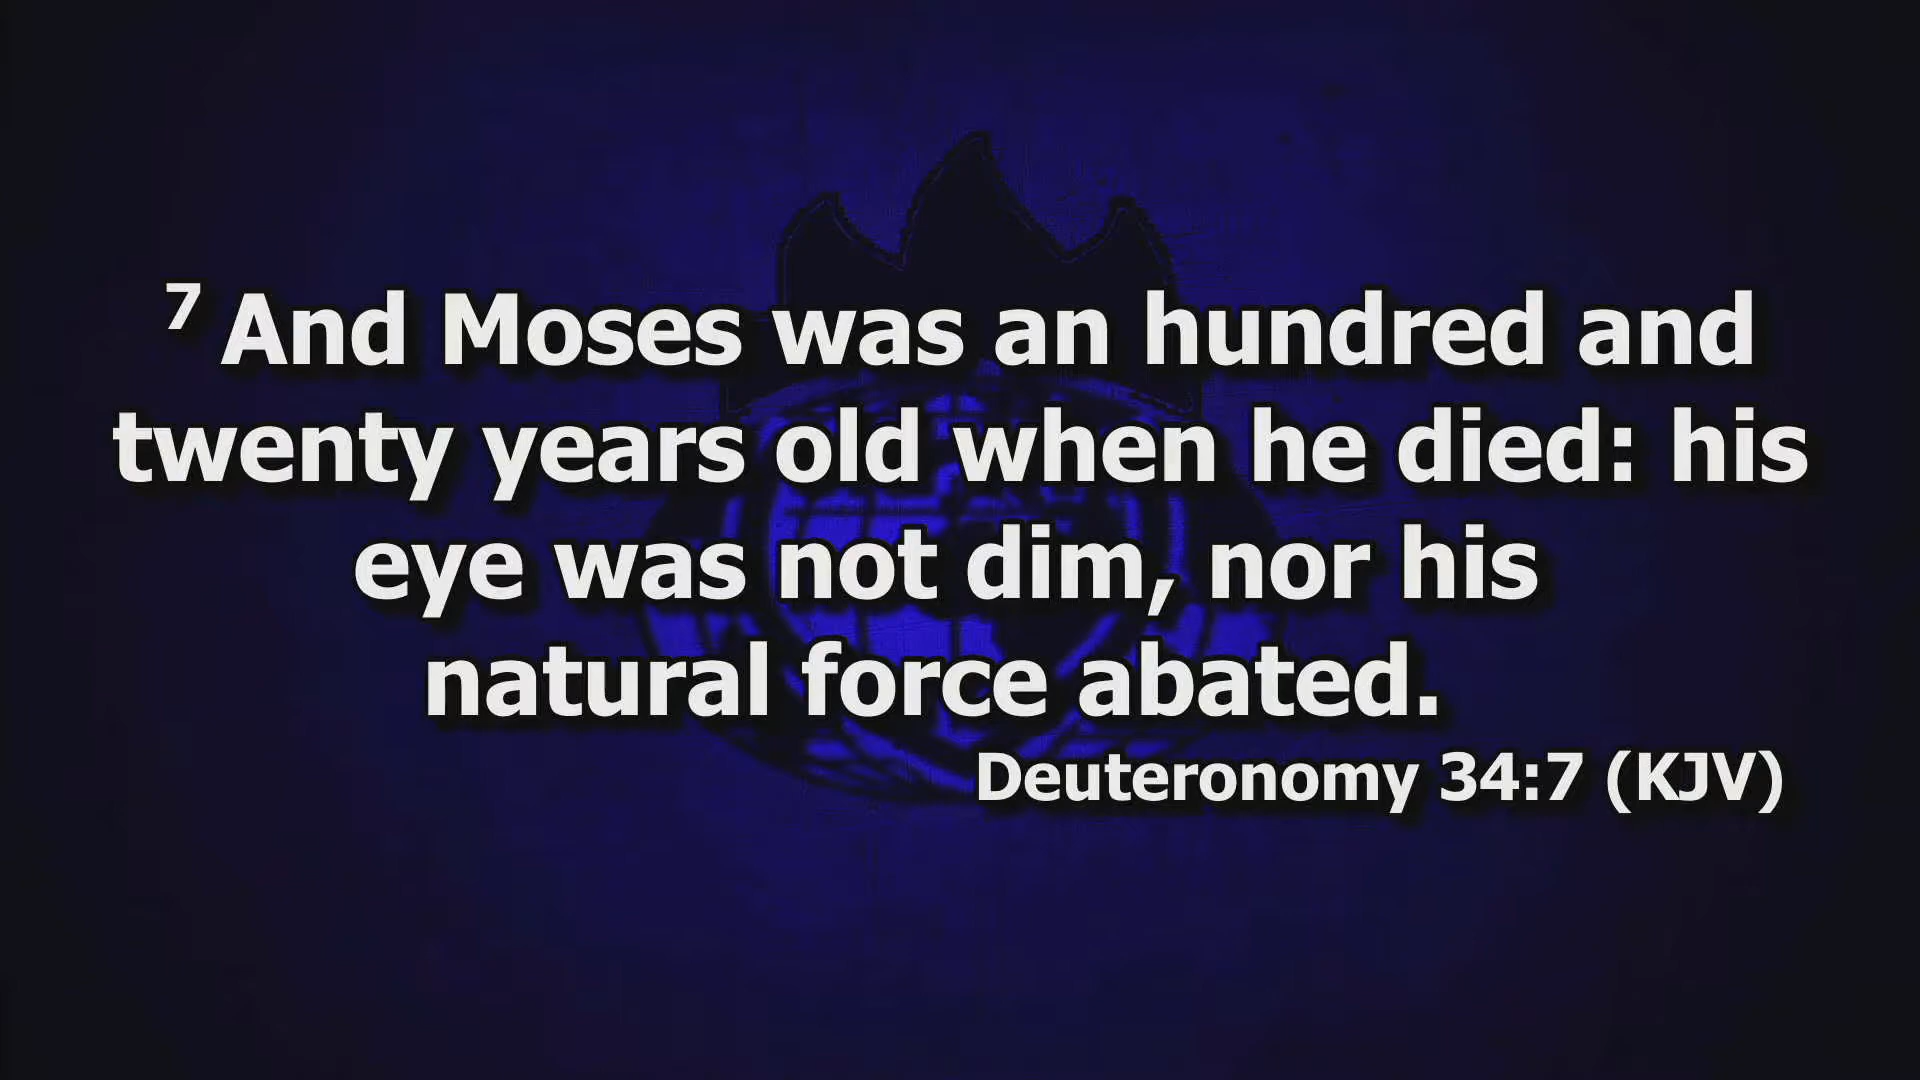 7 And Moses was an hundred and
twenty years old when he died: his
eye was not dim, nor his
natural force abated.
Deuteronomy 34:7 (KJV)